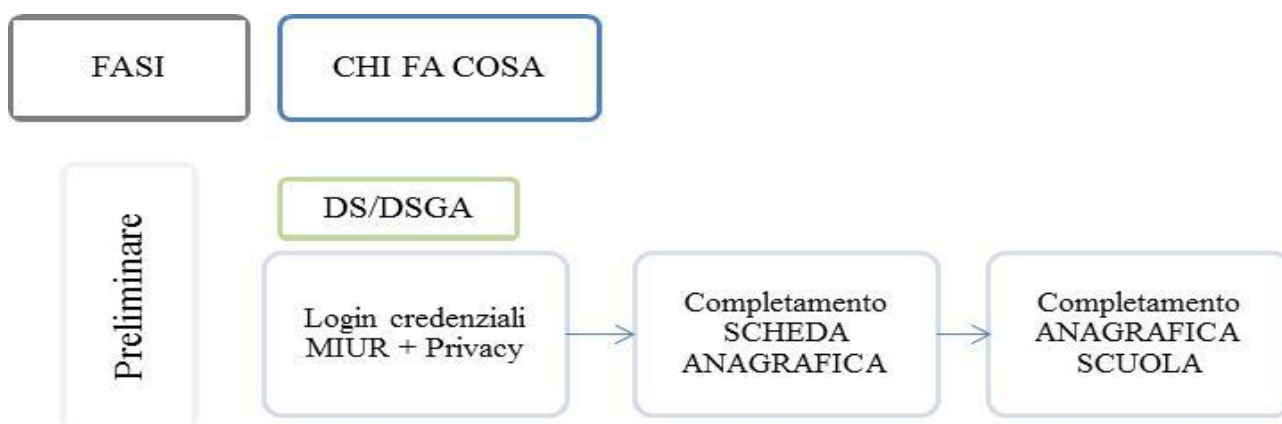 FASI
CHI FA COSA
Preliminare
DS/DSGA
Login credenziali
MIUR + Privacy
Completamento
SCHEDA
ANAGRAFICA
Completamento
ANAGRAFICA
SCUOLA